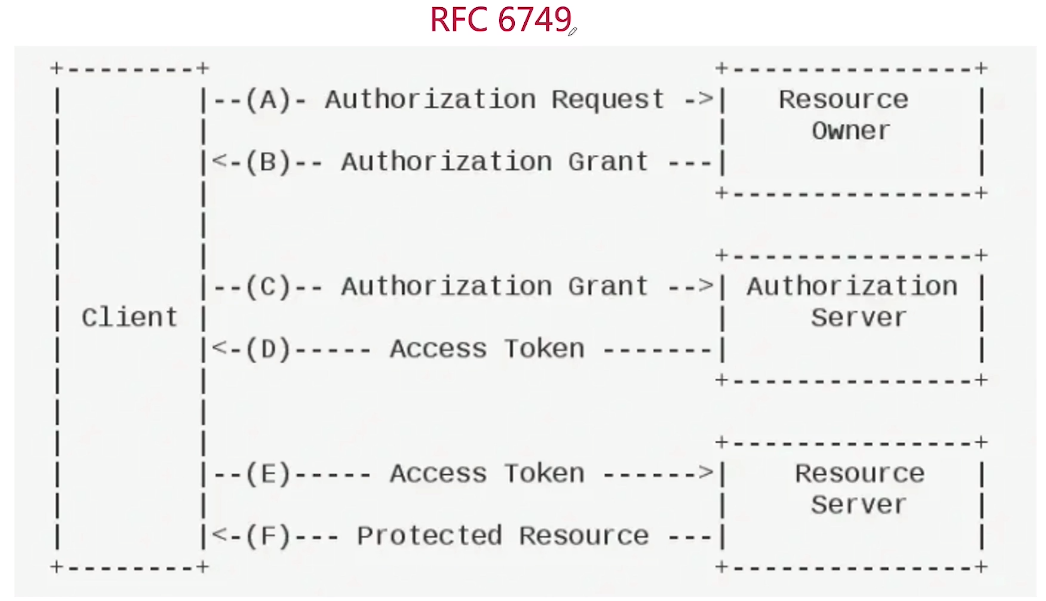 RFC 6749
+--------+                               +---------------+
|        |--(A)- Authorization Request ->|   Resource    |
|        |                               |     Owner     |
|        |<-(B)-- Authorization Grant ---|               |
|        |                               +---------------+
|        |
|        |                               +---------------+
|        |--(C)-- Authorization Grant -->| Authorization |
| Client |                               |     Server    |
|        |<-(D)----- Access Token -------|               |
|        |                               +---------------+
|        |
|        |                               +---------------+
|        |--(E)----- Access Token ------>|    Resource   |
|        |                               |     Server    |
|        |<-(F)--- Protected Resource ---|               |
+--------+                               +---------------+